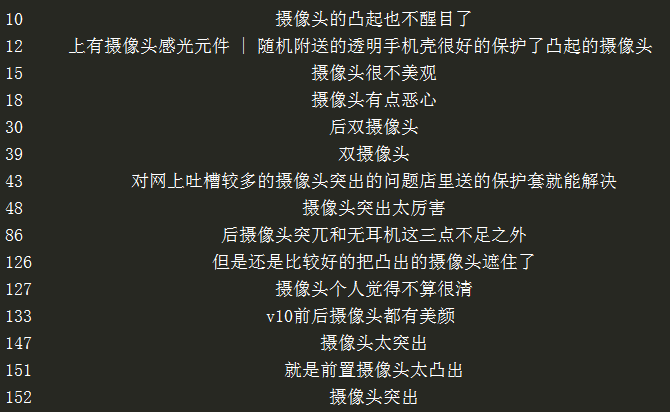 10 摄像头的凸起也不醒目了
12 上有摄像头感光元件 | 随机附送的透明手机壳很好的保护了凸起的摄像头
15 摄像头很不美观
18 摄像头有点恶心
30 后双摄像头
39 双摄像头
43 对网上吐槽较多的摄像头突出的问题店里送的保护套就能解决
48 摄像头突出太厉害
86 后摄像头突兀和无耳机这三点不足之外
126 但是还是比较好的把凸出的摄像头遮住了
127 摄像头个人觉得不算很清
133 v10前后摄像头都有美颜
147 摄像头太突出
151 就是前置摄像头太凸出
152 摄像头突出